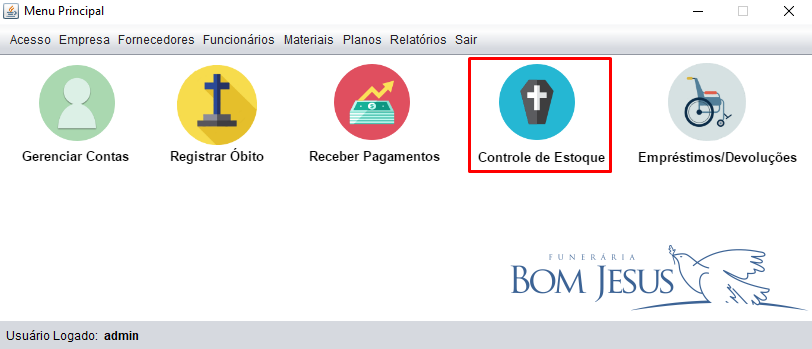 Menu Principal
Acesso Empresa Fornecedores Funcionários Materiais Planos Relatórios Sair
Gerenciar Contas Registrar Óbito Receber Pagamentos Controle de Estoque Empréstimos/Devoluções
FUNERÁRIA
BOM JESUS
Usuário Logado: admin